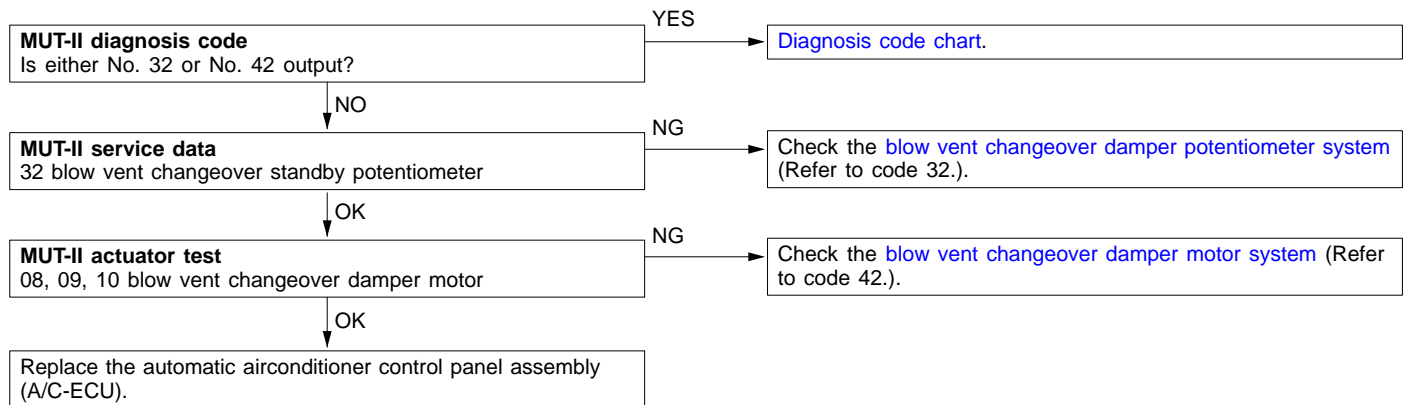 YES
MUT-II diagnosis code
Is either No. 32 or No. 42 output?
Diagnosis code chart.
NO
NG
MUT-II service data
32 blow vent changeover standby potentiometer
Check the blow vent changeover damper potentiometer system
(Refer to code 32.).
OK
NG
MUT-II actuator test
08, 09, 10 blow vent changeover damper motor
Check the blow vent changeover damper motor system (Refer
to code 42.).
OK
Replace the automatic airconditioner control panel assembly
(A/C-ECU).